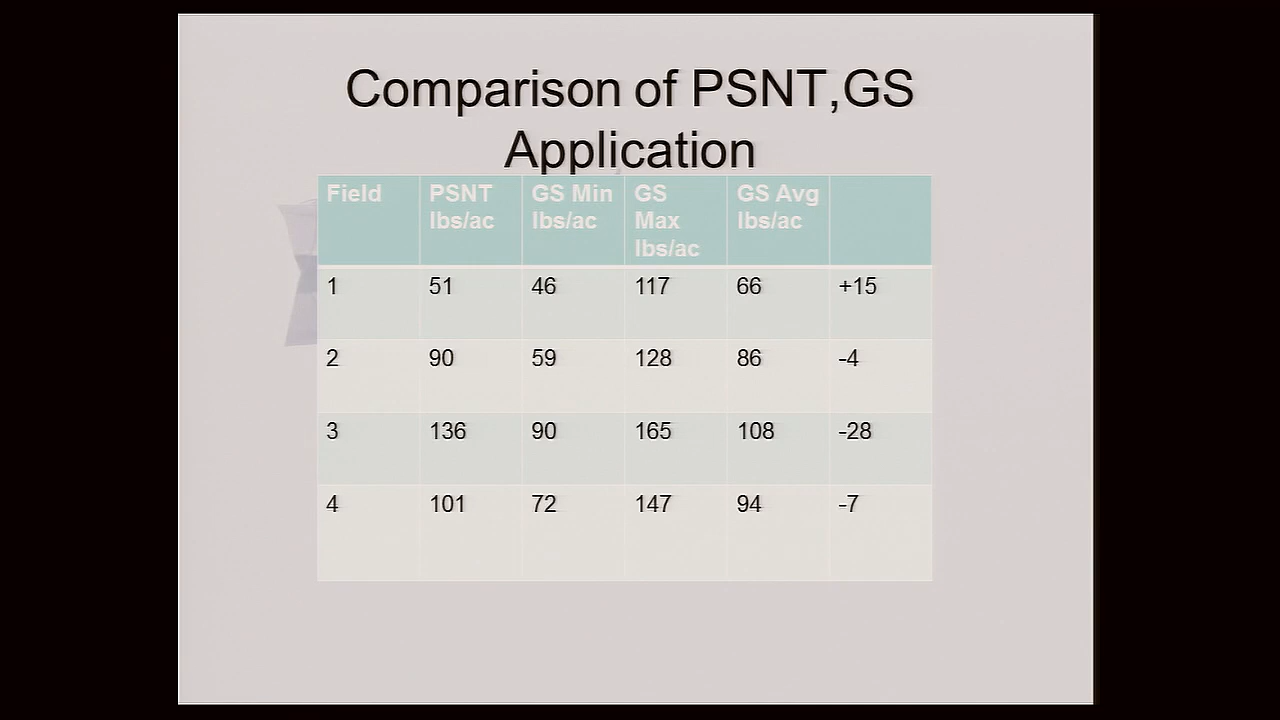 Comparison of PSNT,GS
Application
Field PSNT lbs/ac GS Min lbs/ac GS Max lbs/ac GS Avg lbs/ac
1 51 46 117 66 +15
2 90 59 128 86 -4
3 136 90 165 108 -28
4 101 72 147 94 -7